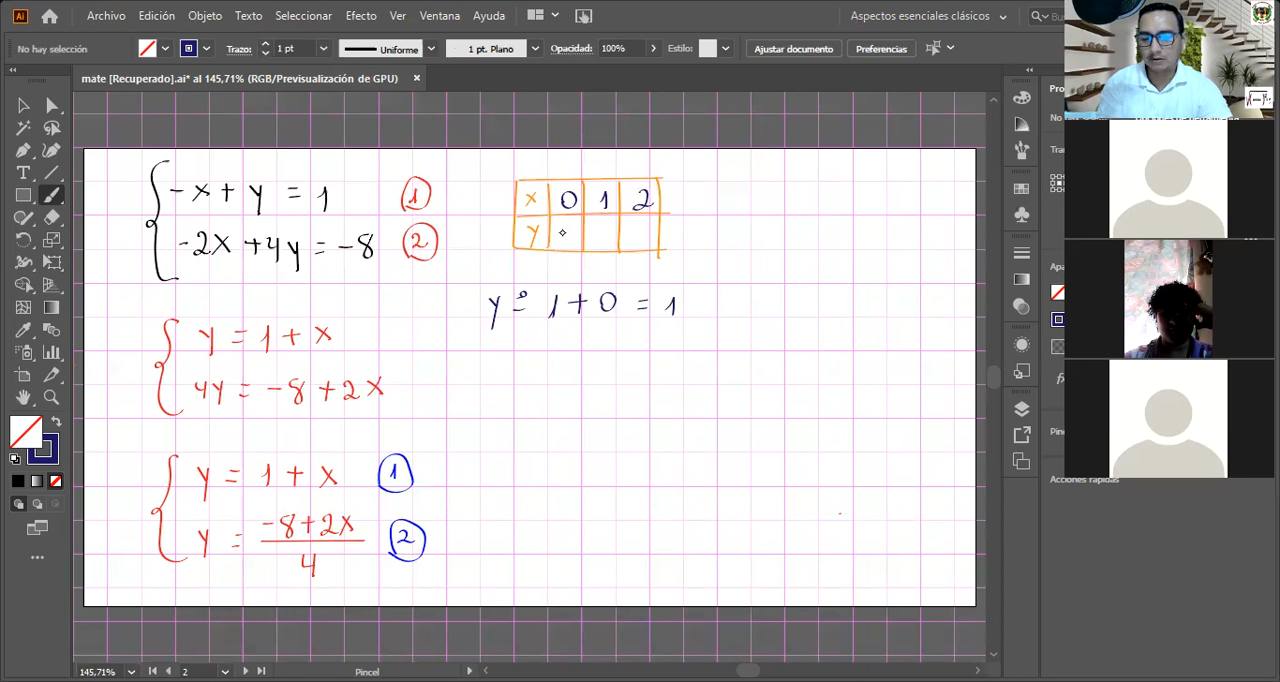 Ai Archivo Edición Objeto Texto Seleccionar Efecto Ver Ventana Ayuda Aspectos esenciales clásicos
No hay selección Trazo: 1 pt Uniforme 1 pt. Plano Opacidad: 100% Estilo: Ajustar documento Preferencias
mate [Recuperado].ai* al 145,71% (RGB/Previsualización de GPU)
-x + y = 1 1
-2x + 4y = -8 2
x 0 1 2
y
y = 1 + 0 = 1
y = 1 + x
4y = -8 + 2x
y = 1 + x 1
y = -8 + 2x
4 2
Acciones rápidas
145,71% 2 Pincel